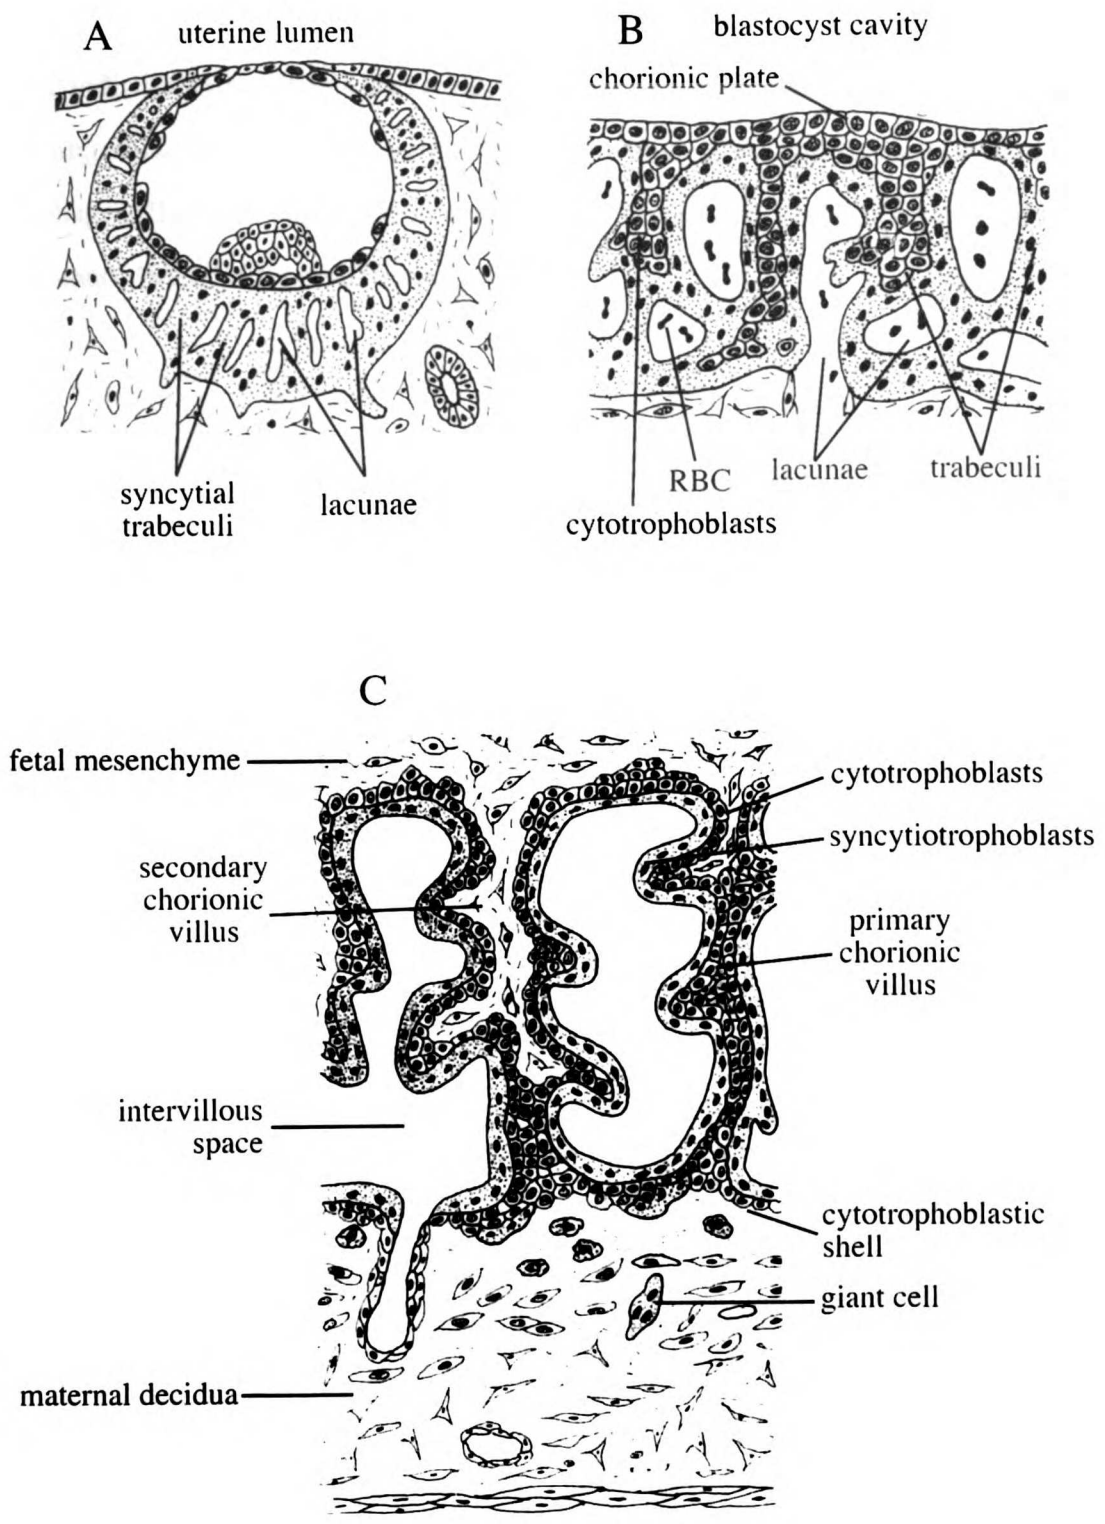 A
uterine lumen
syncytial
trabeculi
lacunae
B
blastocyst cavity
chorionic plate
RBC
lacunae
trabeculi
cytotrophoblasts
C
fetal mesenchyme
cytotrophoblasts
syncytiotrophoblasts
secondary
chorionic
villus
primary
chorionic
villus
intervillous
space
cytotrophoblastic
shell
giant cell
maternal decidua